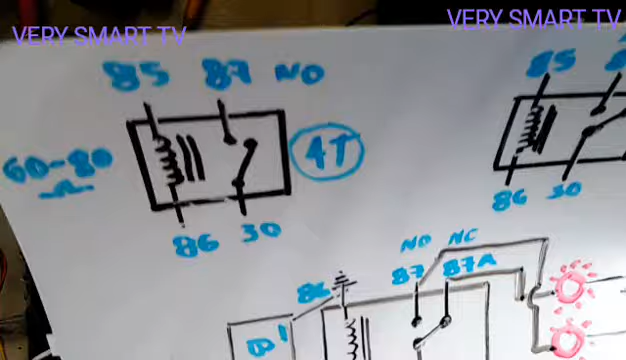 VERY SMART TV
VERY SMART TV
85 87 NO
85
60-80 Ω
4T
86 30
86 30
NO NC
87 87A
86